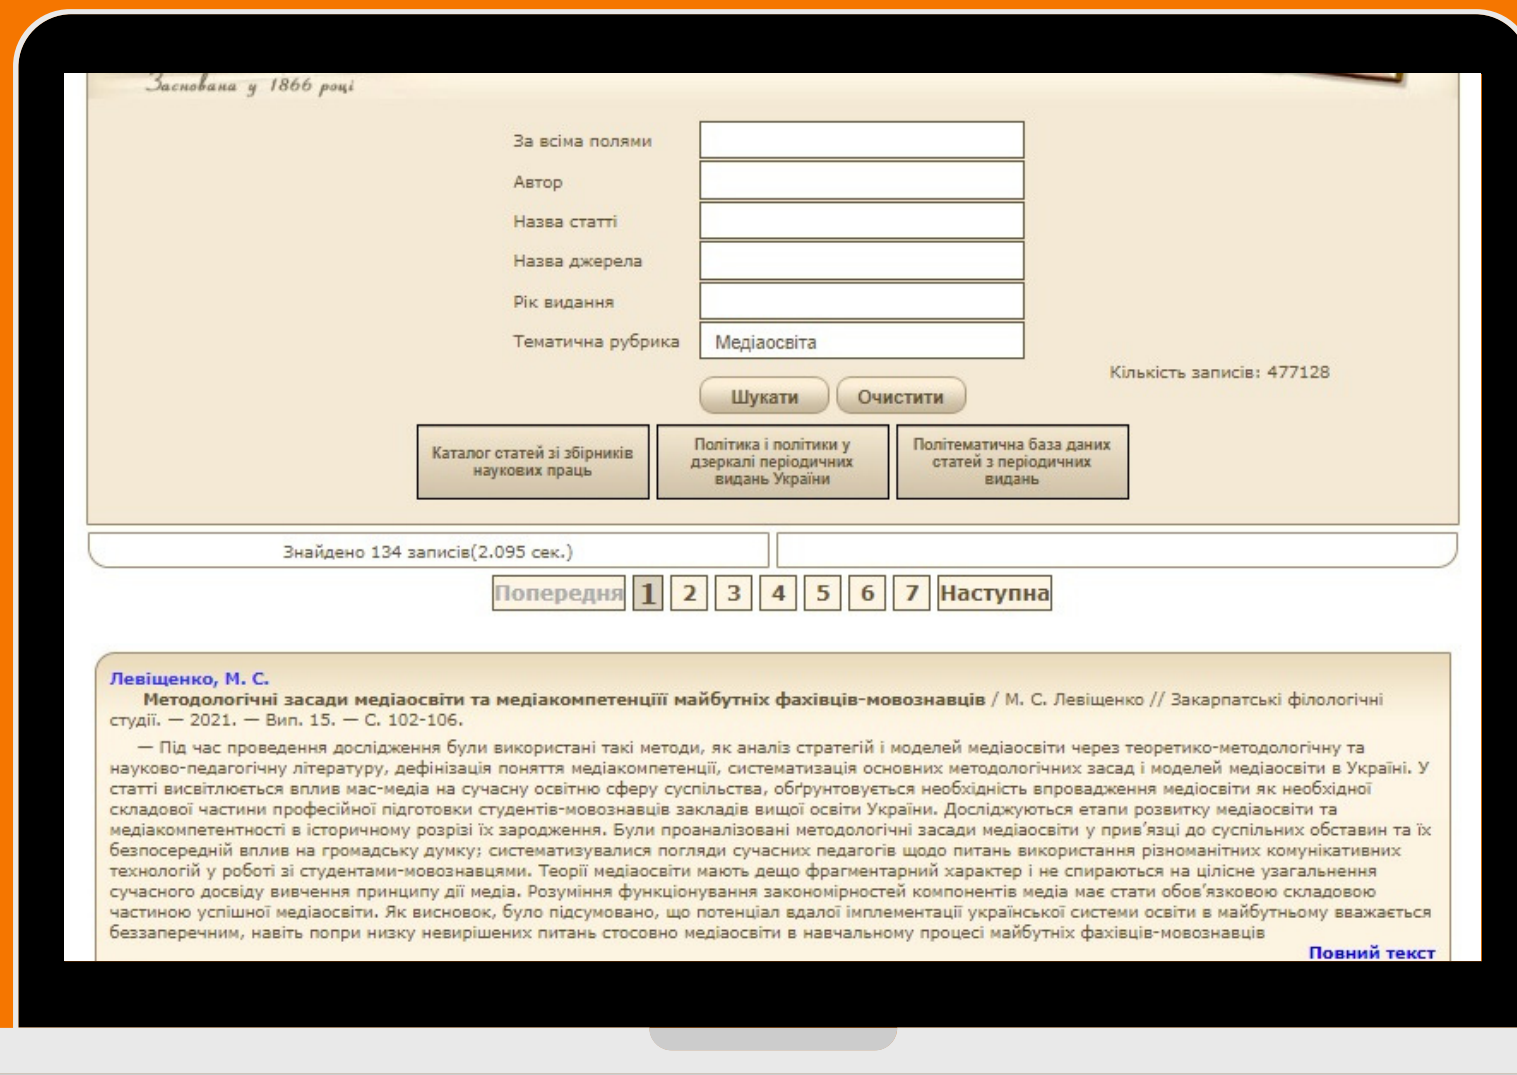 Заснована у 1866 році
За всіма полями
Автор
Назва статті
Назва джерела
Рік видання
Тематична рубрика Медіаосвіта
Кількість записів: 477128
Шукати Очистити
Каталог статей зі збірників
наукових праць
Політика і політики у
дзеркалі періодичних
видань України
Політематична база даних
статей з періодичних
видань
Знайдено 134 записів(2.095 сек.)
Попередня 1 2 3 4 5 6 7 Наступна
Левіщенко, М. С.
Методологічні засади медіаосвіти та медіакомпетенціїї майбутніх фахівців-мовознавців / М. С. Левіщенко // Закарпатські філологічні
студії. — 2021. — Вип. 15. — С. 102-106.
— Під час проведення дослідження були використані такі методи, як аналіз стратегій і моделей медіаосвіти через теоретико-методологічну та
науково-педагогічну літературу, дефінізація поняття медіакомпетенції, систематизація основних методологічних засад і моделей медіаосвіти в Україні. У
статті висвітлюється вплив мас-медіа на сучасну освітню сферу суспільства, обґрунтовується необхідність впровадження медіосвіти як необхідної
складової частини професійної підготовки студентів-мовознавців закладів вищої освіти України. Досліджуються етапи розвитку медіаосвіти та
медіакомпетентності в історичному розрізі їх зародження. Були проаналізовані методологічні засади медіаосвіти у прив’язці до суспільних обставин та їх
безпосередній вплив на громадську думку; систематизувалися погляди сучасних педагогів щодо питань використання різноманітних комунікативних
технологій у роботі зі студентами-мовознавцями. Теорії медіаосвіти мають дещо фрагментарний характер і не спираються на цілісне узагальнення
сучасного досвіду вивчення принципу дії медіа. Розуміння функціонування закономірностей компонентів медіа має стати обов’язковою складовою
частиною успішної медіаосвіти. Як висновок, було підсумовано, що потенціал вдалої імплементації української системи освіти в майбутньому вважається
беззаперечним, навіть попри низку невирішених питань стосовно медіаосвіти в навчальному процесі майбутніх фахівців-мовознавців
Повний текст